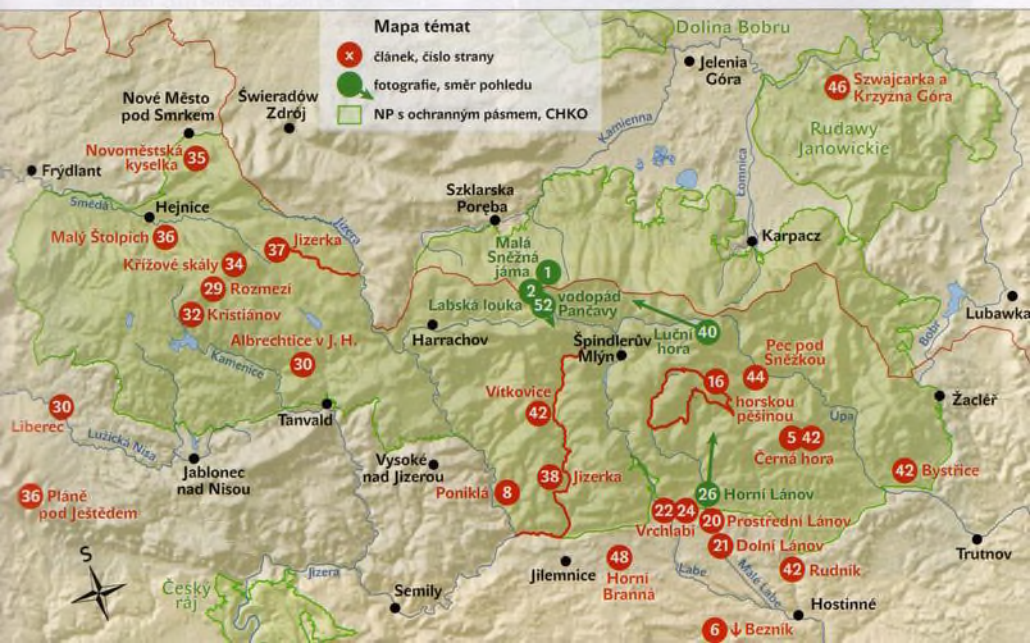 Mapa témat
x článek, číslo strany
fotografie, směr pohledu
NP s ochranným pásmem, CHKO
Dolina Bobru
Jelenia
Góra
46 Szwajcarka a
Krzyżna Góra
Rudawy
Janowickie
Nové Město
pod Smrkem
Świeradów
Zdrój
Kamienna
Łomnica
Novoměstská
kyselka 35
Frýdlant
Smědá
Hejnice
Szklarska
Poręba
Jizera
Malý Štolpich 36
37 Jizerka
Karpacz
Křížové skály 34
Malá
Sněžná
jáma 1
29 Rozmezí
2
Labská louka 52 vodopád
Pančavy
32 Kristiánov
Lubawka
Bobr
Harrachov
Luční
hora 40
Albrechtice v J. H.
30
Kamenice
Špindlerův
Mlýn
Pec pod
Sněžkou
44
16
horskou
pěšinou
Vítkovice
42
Žacléř
30
Liberec
Tanvald
Úpa
Lužická Nisa
5 42
Černá hora
Jablonec
nad Nisou
Vysoké
nad Jizerou
38 Jizerka
42 Bystřice
36 Pláně
pod Ještědem
Poniklá 8
26 Horní Lánov
22 24
Vrchlabí
20 Prostřední Lánov
21 Dolní Lánov
Trutnov
S
Jizera
Jilemnice
48
Horní
Branná
42 Rudník
Labe
Malé Labe
Český
ráj
Semily
Hostinné
6 ↓ Bezník